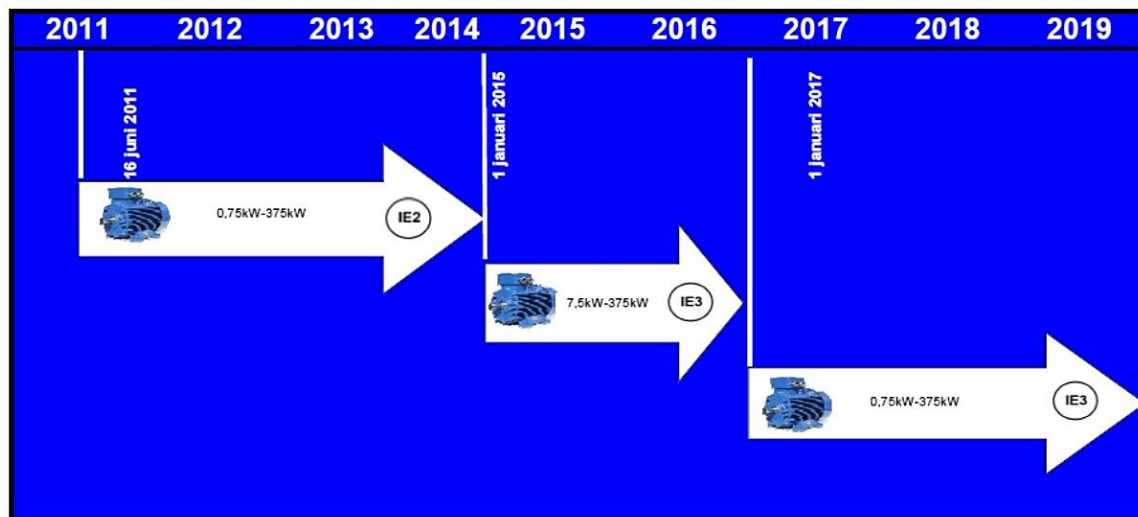 2011 2012 2013 2014 2015 2016 2017 2018 2019
16 juni 2011
1 januari 2015
1 januari 2017
0,75kW-375kW IE2
7,5kW-375kW IE3
0,75kW-375kW IE3